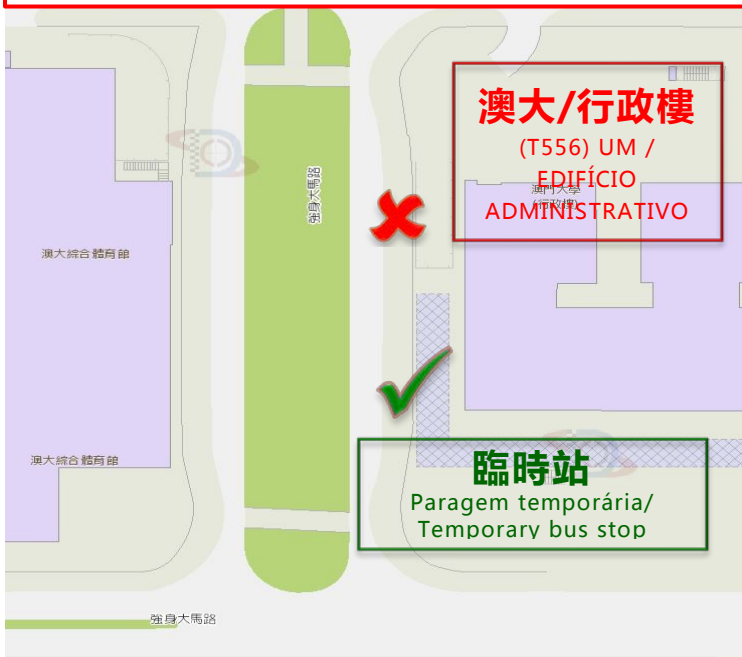 澳大/行政樓
(T556) UM /
EDIFÍCIO
ADMINISTRATIVO
澳門大學
(行政樓)
強身大馬路
澳大綜合體育館
澳大綜合體育館
臨時站
Paragem temporária/
Temporary bus stop
強身大馬路